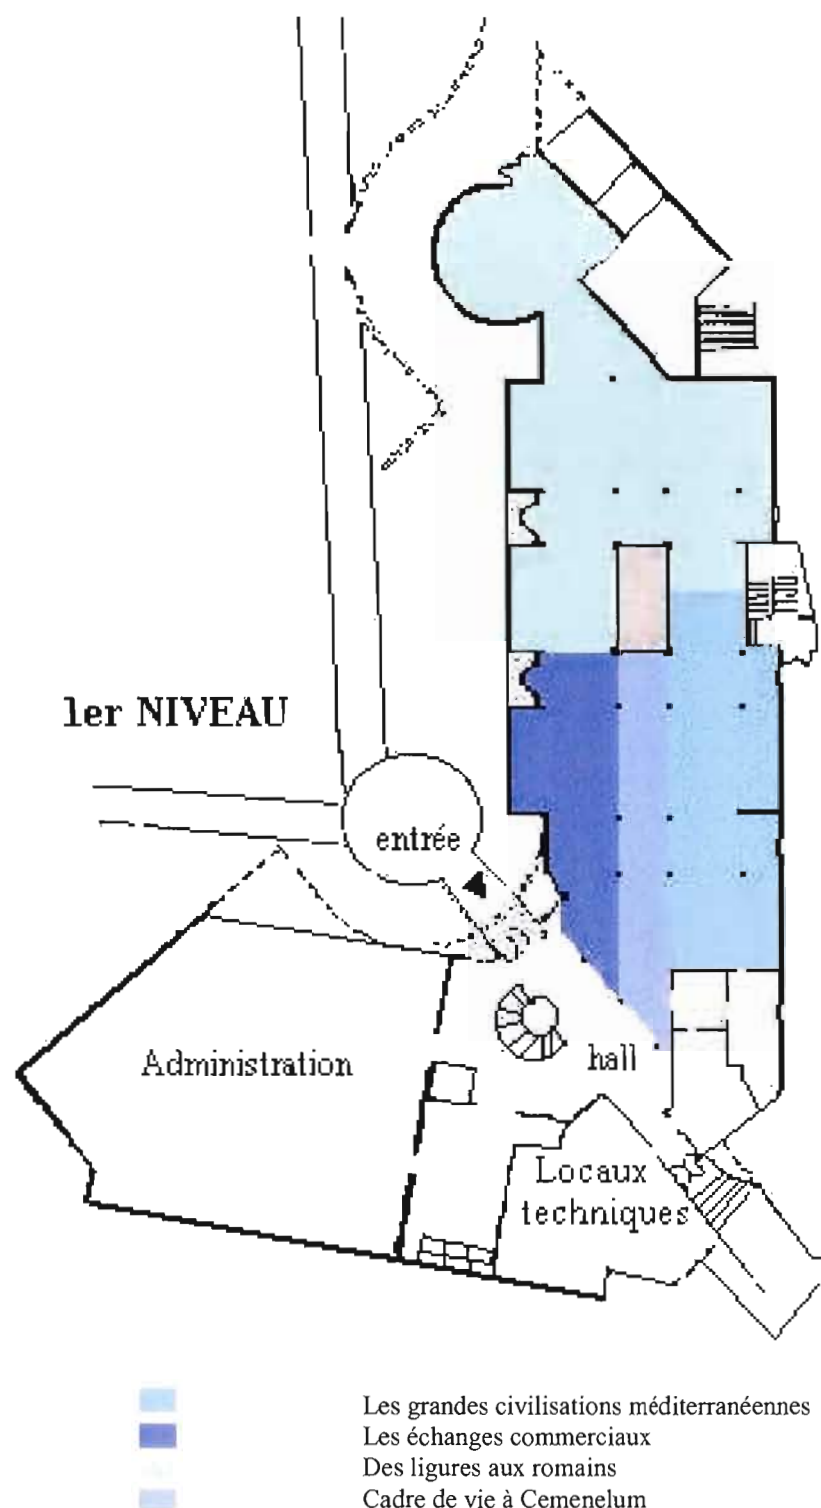 1er NIVEAU
entrée
Administration
hall
Locaux
techniques
Les grandes civilisations méditerranéennes
Les échanges commerciaux
Des ligures aux romains
Cadre de vie à Cemenelum